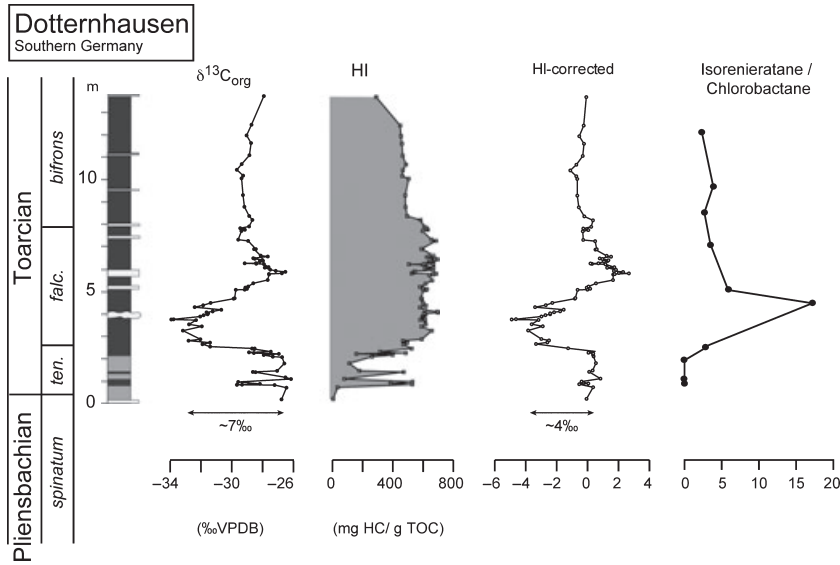 Dotternhausen
Southern Germany
δ13Corg
HI
HI-corrected
Isorenieratane /
Chlorobactane
m
10
5
0
Toarcian
Pliensbachian
bifrons
falc.
ten.
spinatum
~7‰
~4‰
–34 –30 –26
0 400 800
–6 –4 –2 0 2 4
0 5 10 15 20
(‰VPDB)
(mg HC/ g TOC)